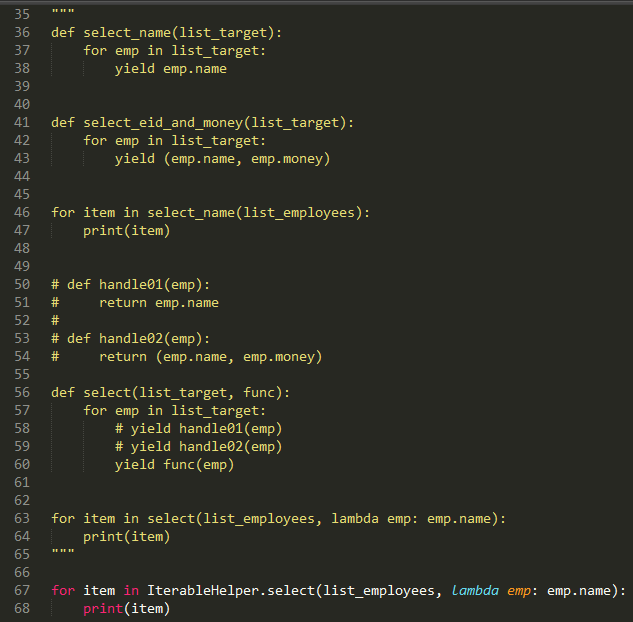 35 """
36 def select_name(list_target):
37     for emp in list_target:
38         yield emp.name
39
40
41 def select_eid_and_money(list_target):
42     for emp in list_target:
43         yield (emp.name, emp.money)
44
45
46 for item in select_name(list_employees):
47     print(item)
48
49
50 # def handle01(emp):
51 #     return emp.name
52 #
53 # def handle02(emp):
54 #     return (emp.name, emp.money)
55
56 def select(list_target, func):
57     for emp in list_target:
58         # yield handle01(emp)
59         # yield handle02(emp)
60         yield func(emp)
61
62
63 for item in select(list_employees, lambda emp: emp.name):
64     print(item)
65 """
66
67 for item in IterableHelper.select(list_employees, lambda emp: emp.name):
68     print(item)